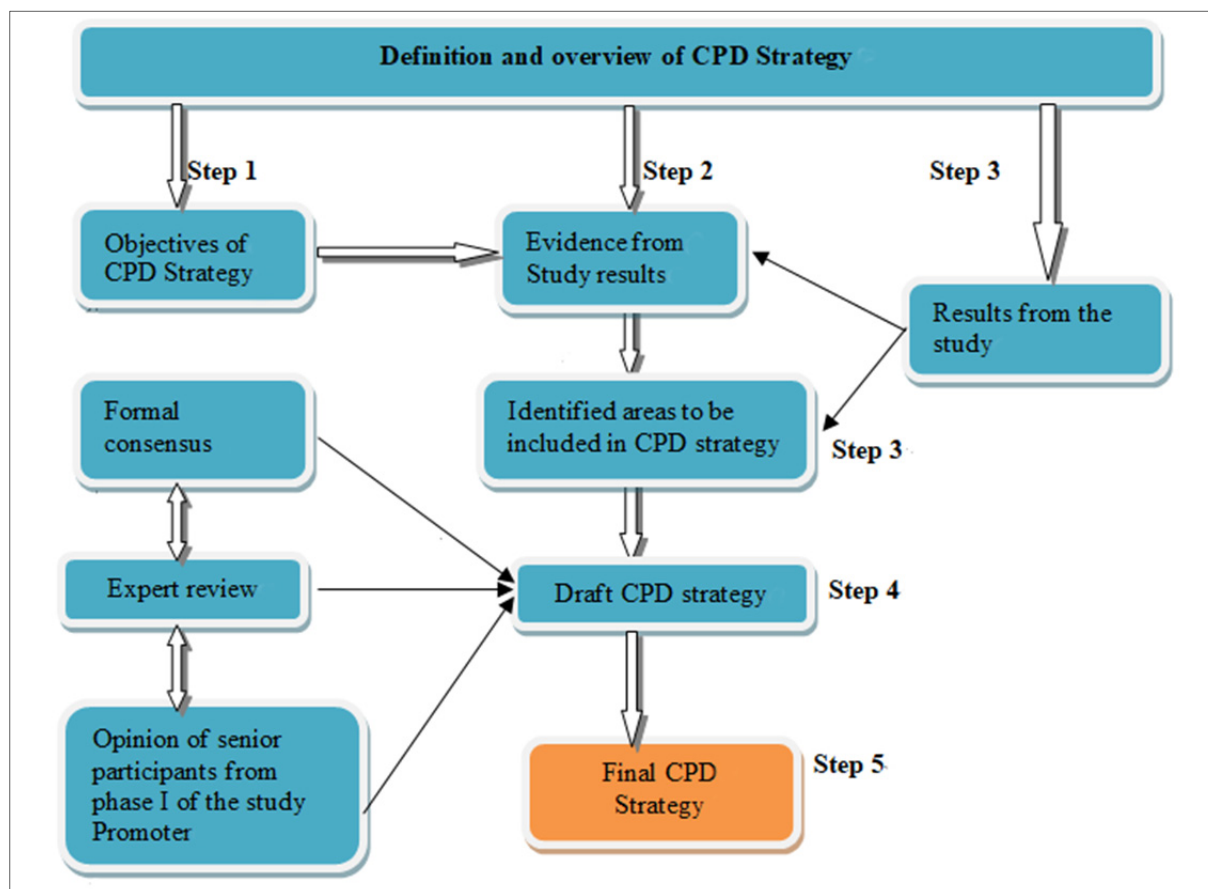 Definition and overview of CPD Strategy
Step 1
Step 2
Step 3
Objectives of
CPD Strategy
Evidence from
Study results
Results from the
study
Formal
consensus
Identified areas to be
included in CPD strategy
Step 3
Expert review
Draft CPD strategy
Step 4
Opinion of senior
participants from
phase I of the study
Promoter
Final CPD
Strategy
Step 5